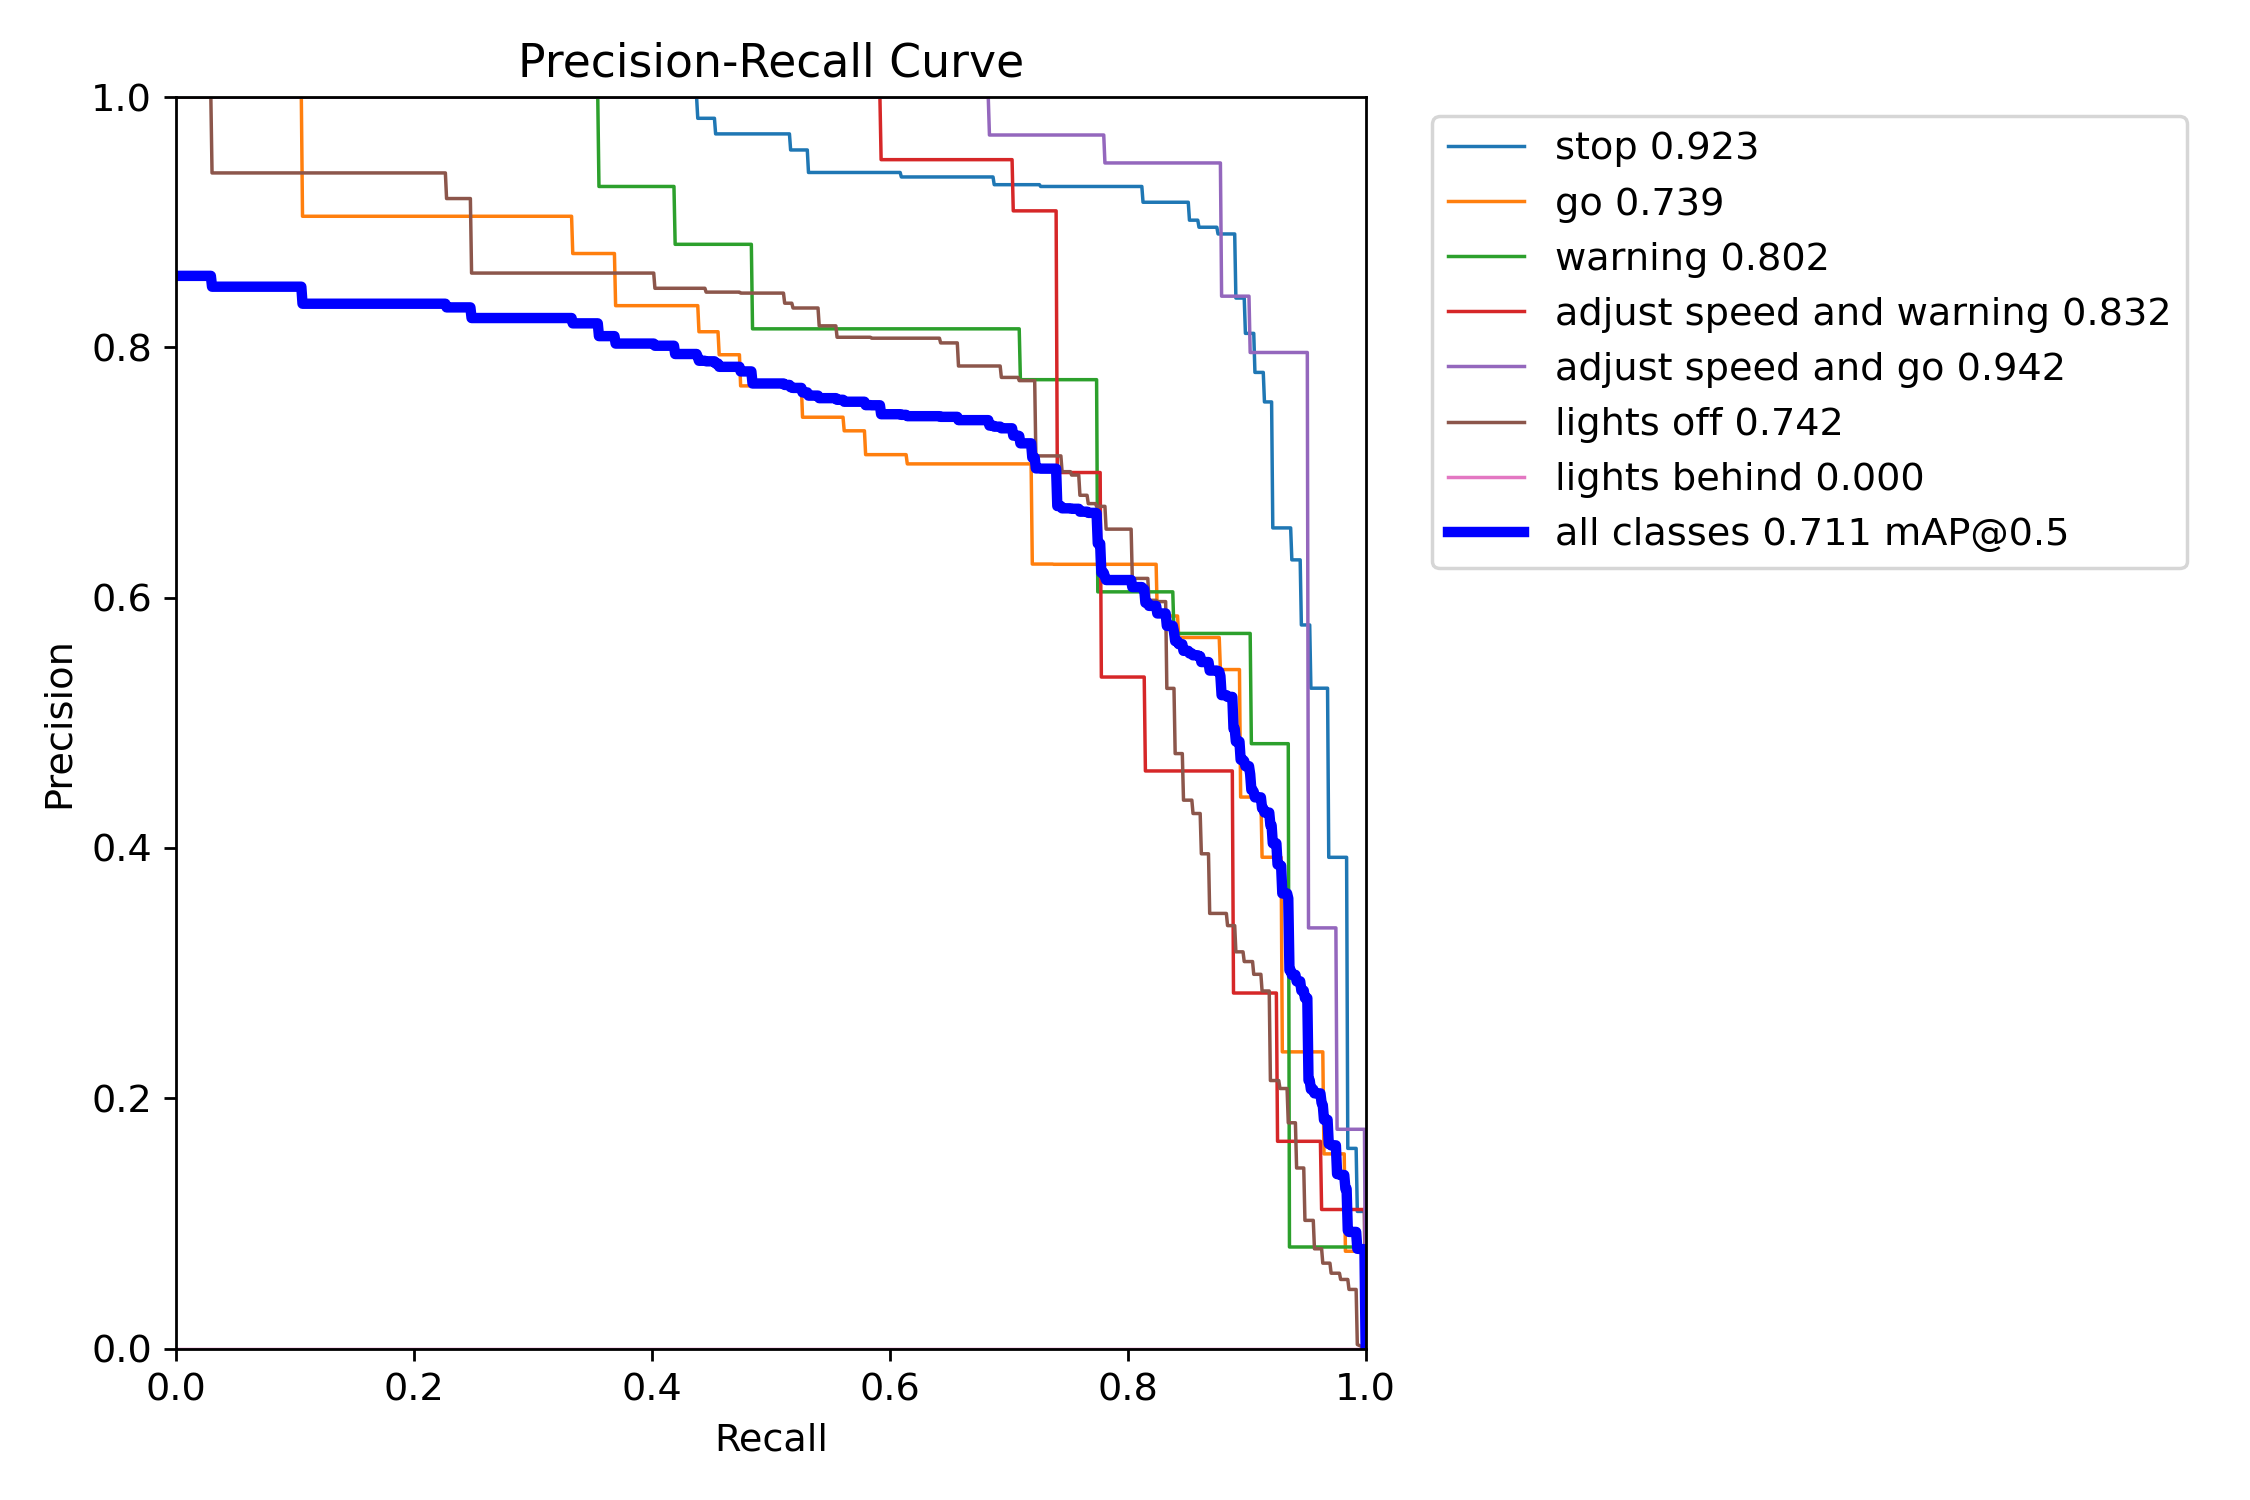 Precision-Recall Curve
1.0
0.8
0.6
0.4
0.2
0.0
Precision
0.0 0.2 0.4 0.6 0.8 1.0
Recall
stop 0.923
go 0.739
warning 0.802
adjust speed and warning 0.832
adjust speed and go 0.942
lights off 0.742
lights behind 0.000
all classes 0.711 mAP@0.5